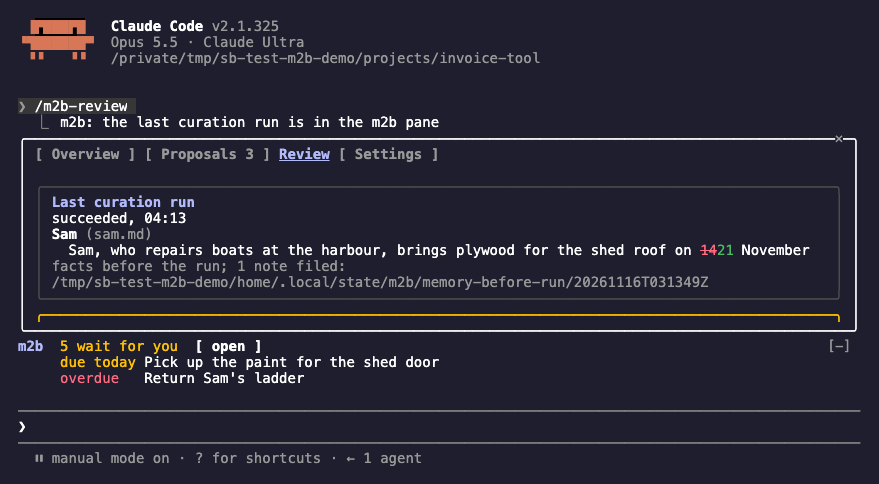 Claude Code v2.1.325
Opus 5.5 · Claude Ultra
/private/tmp/sb-test-m2b-demo/projects/invoice-tool
❯ /m2b-review
⎿ m2b: the last curation run is in the m2b pane
×
[ Overview ] [ Proposals 3 ] Review [ Settings ]
Last curation run
succeeded, 04:13
Sam (sam.md)
Sam, who repairs boats at the harbour, brings plywood for the shed roof on 1421 November
facts before the run; 1 note filed:
/tmp/sb-test-m2b-demo/home/.local/state/m2b/memory-before-run/20261116T031349Z
m2b 5 wait for you [ open ] [-]
due today Pick up the paint for the shed door
overdue Return Sam's ladder
❯
⏸ manual mode on · ? for shortcuts · ← 1 agent